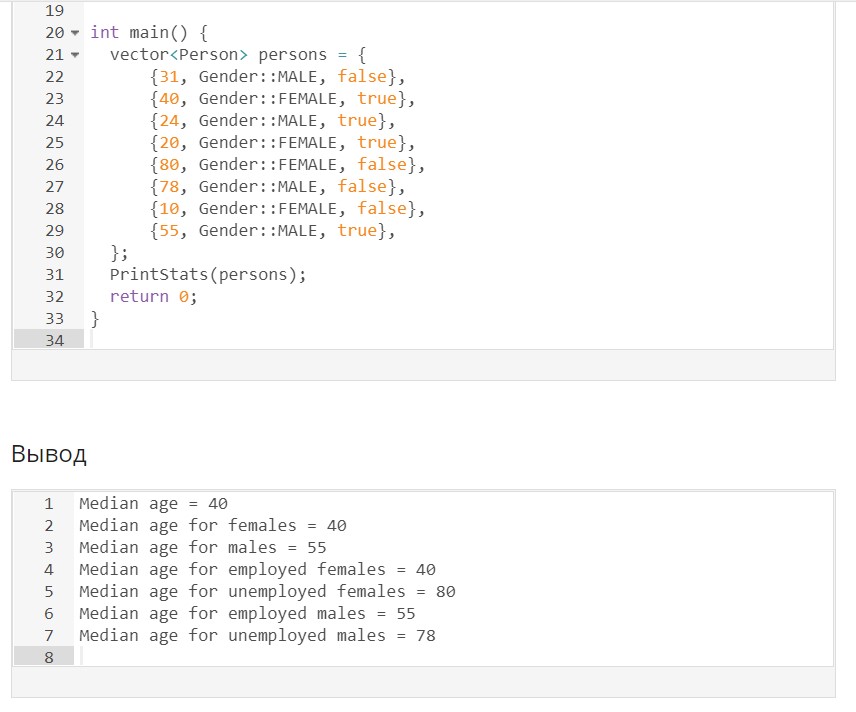 19
20 int main() {
21 vector<Person> persons = {
22 {31, Gender::MALE, false},
23 {40, Gender::FEMALE, true},
24 {24, Gender::MALE, true},
25 {20, Gender::FEMALE, true},
26 {80, Gender::FEMALE, false},
27 {78, Gender::MALE, false},
28 {10, Gender::FEMALE, false},
29 {55, Gender::MALE, true},
30 };
31 PrintStats(persons);
32 return 0;
33 }
34
Вывод
1 Median age = 40
2 Median age for females = 40
3 Median age for males = 55
4 Median age for employed females = 40
5 Median age for unemployed females = 80
6 Median age for employed males = 55
7 Median age for unemployed males = 78
8